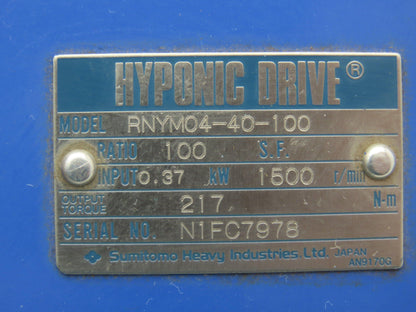 HYPONIC DRIVE®
MODEL RNYM04-40-100
RATIO 100 S.F.
INPUT 0.37 KW 1500 r/min
OUTPUT TORQUE 217 N-m
SERIAL NO. N1FC7978
Sumitomo Heavy Industries Ltd. JAPAN
AN9170G